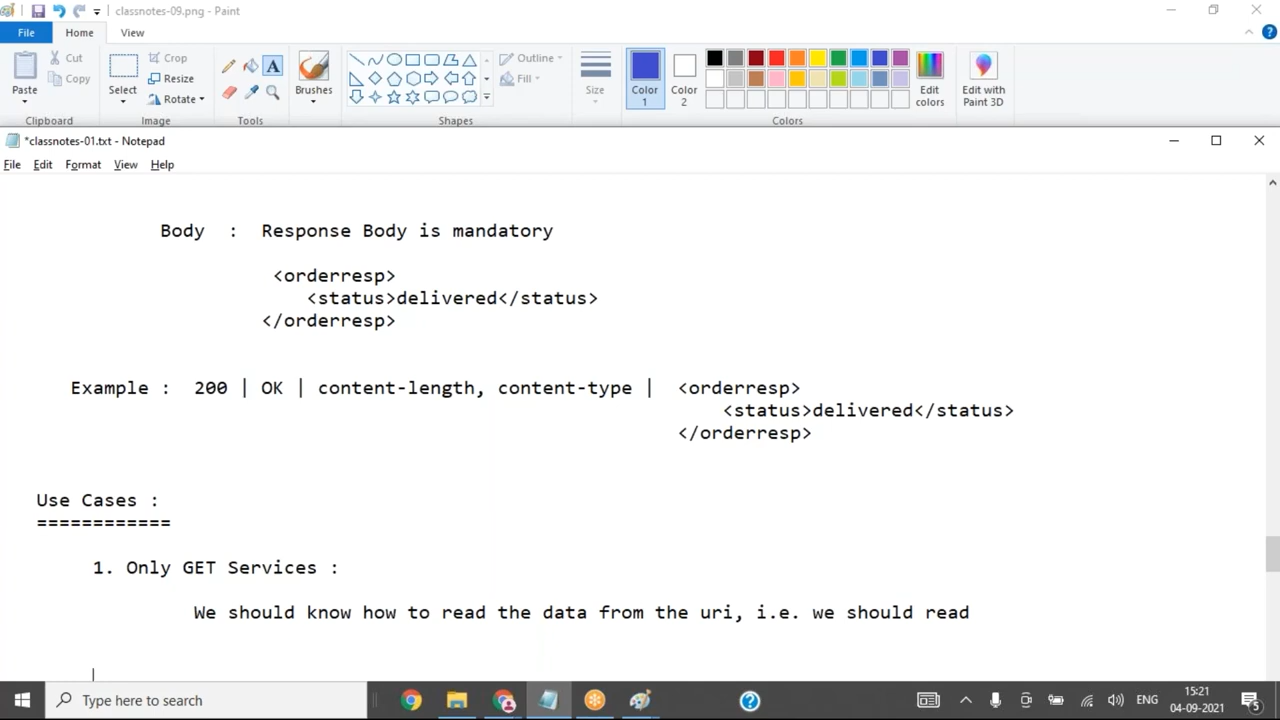 classnotes-09.png - Paint
File Home View
Cut Crop Outline Edit Edit with
Copy Resize Fill
Paste Select Rotate Brushes Size Color 1 Color 2 Edit colors Edit with Paint 3D
Clipboard Image Tools Shapes Colors
*classnotes-01.txt - Notepad
File Edit Format View Help
Body : Response Body is mandatory
<orderresp>
<status>delivered</status>
</orderresp>
Example : 200 | OK | content-length, content-type | <orderresp>
<status>delivered</status>
</orderresp>
Use Cases :
============
1. Only GET Services :
We should know how to read the data from the uri, i.e. we should read
Type here to search ENG 15:21
04-09-2021 5